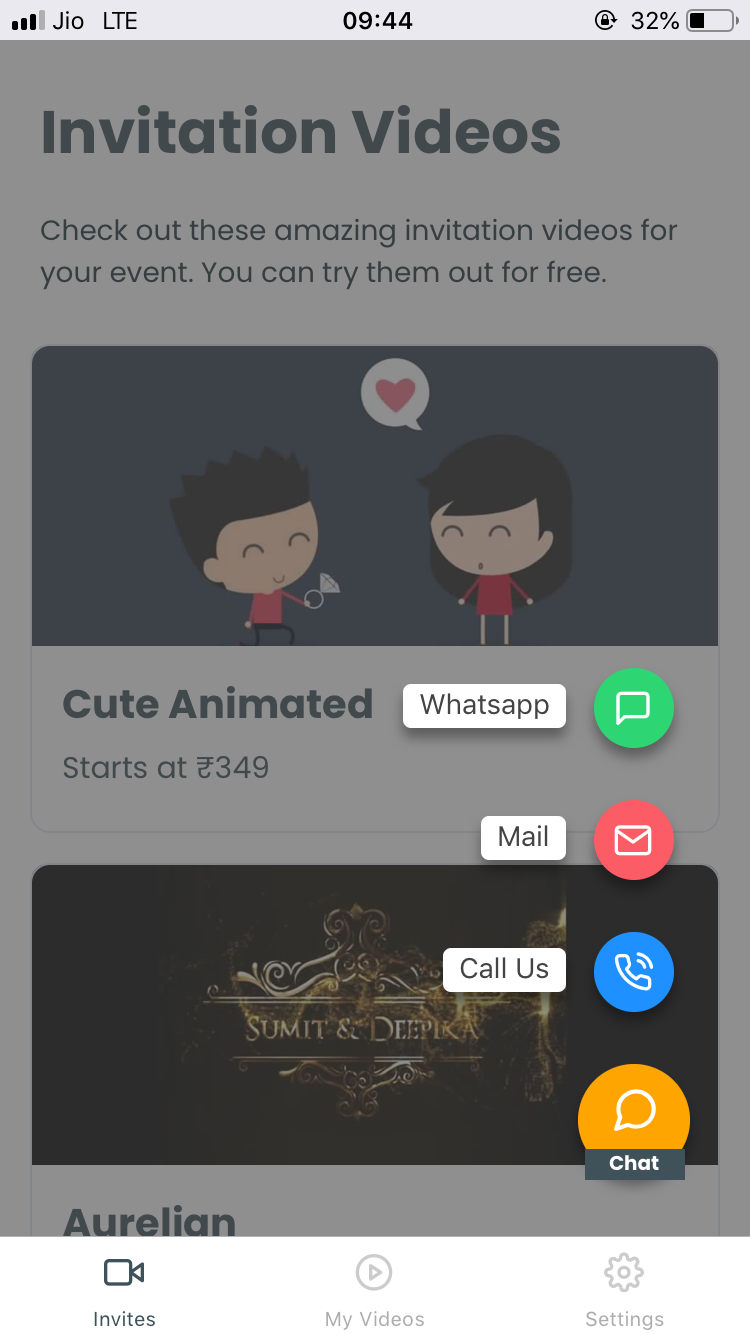 Jio LTE 09:44 32%
Invitation Videos
Check out these amazing invitation videos for
your event. You can try them out for free.
Cute Animated
Whatsapp
Starts at ₹349
Mail
Call Us
SUMIT & DEEPIKA
Chat
Aurelian
Invites My Videos Settings